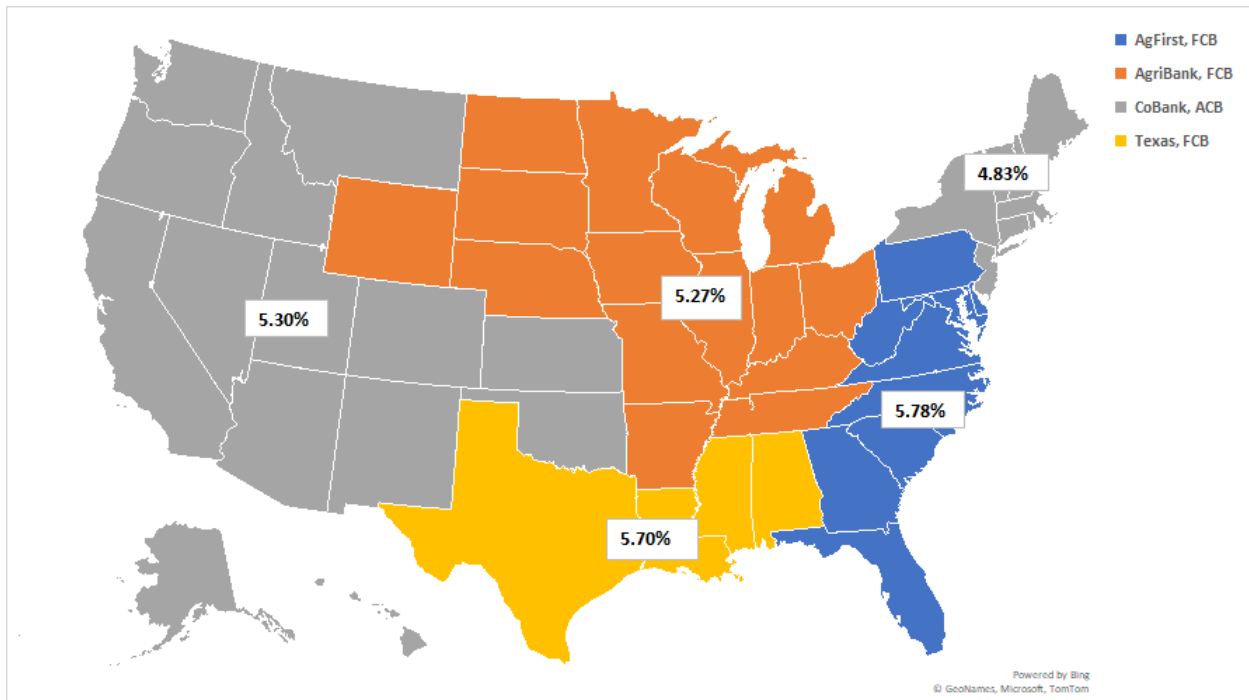 AgFirst, FCB
AgriBank, FCB
CoBank, ACB
Texas, FCB
4.83%
5.27%
5.30%
5.78%
5.70%
Powered by Bing
© GeoNames, Microsoft, TomTom